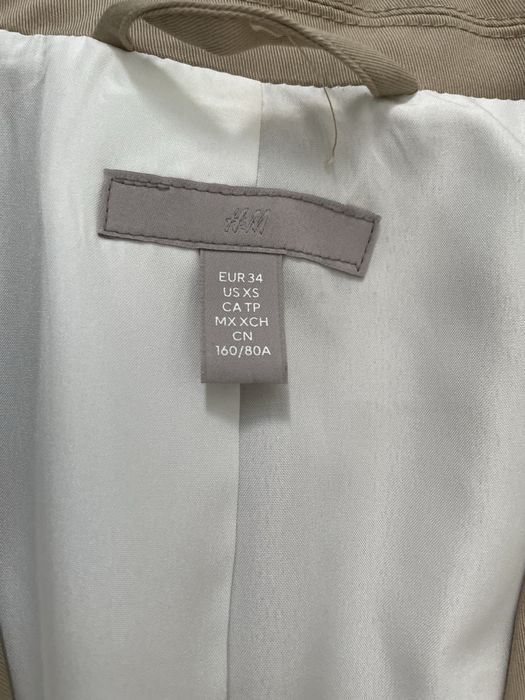 H&M
EUR 34
US XS
CA TP
MX XCH
CN
160/80A